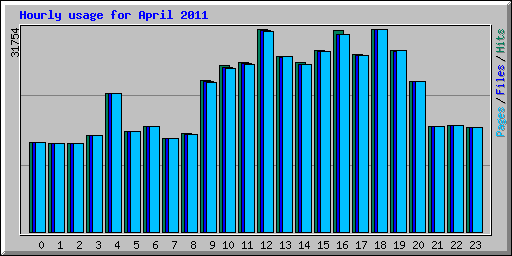 Hourly usage for April 2011
31754
Pages / Files / Hits
0 1 2 3 4 5 6 7 8 9 10 11 12 13 14 15 16 17 18 19 20 21 22 23